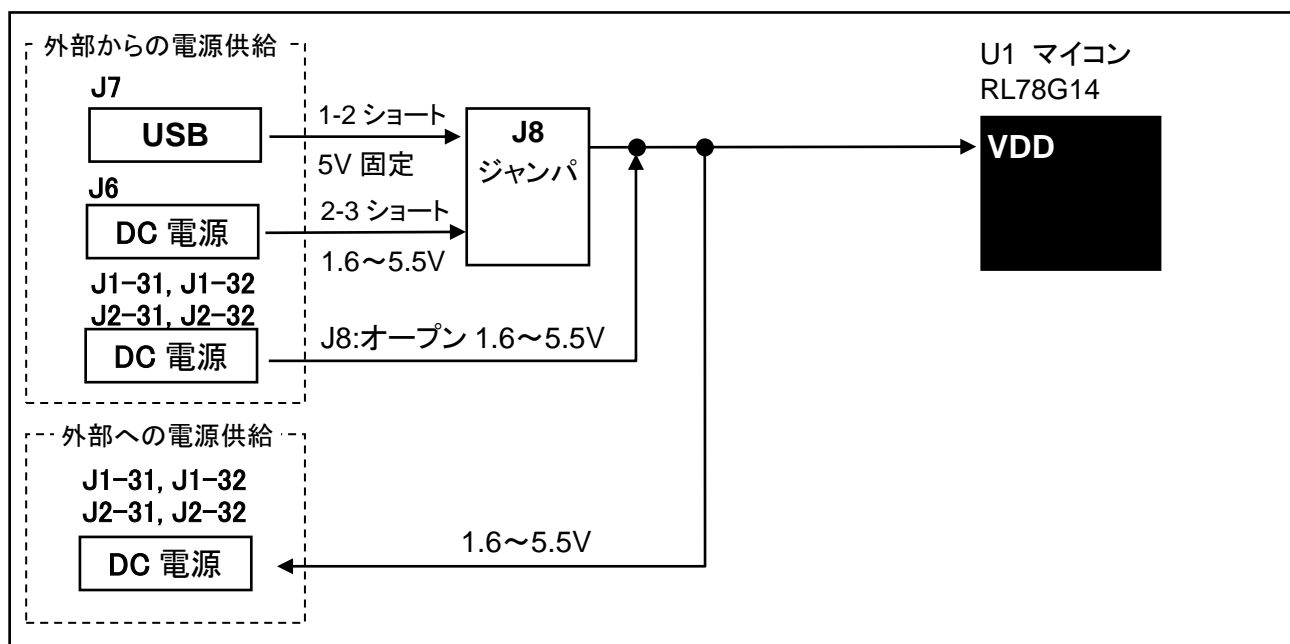 外部からの電源供給
J7
USB
1-2 ショート
5V 固定
J8
ジャンパ
U1 マイコン
RL78G14
VDD
J6
DC 電源
2-3 ショート
1.6～5.5V
J1-31, J1-32
J2-31, J2-32
DC 電源
J8:オープン 1.6～5.5V
外部への電源供給
J1-31, J1-32
J2-31, J2-32
DC 電源
1.6～5.5V